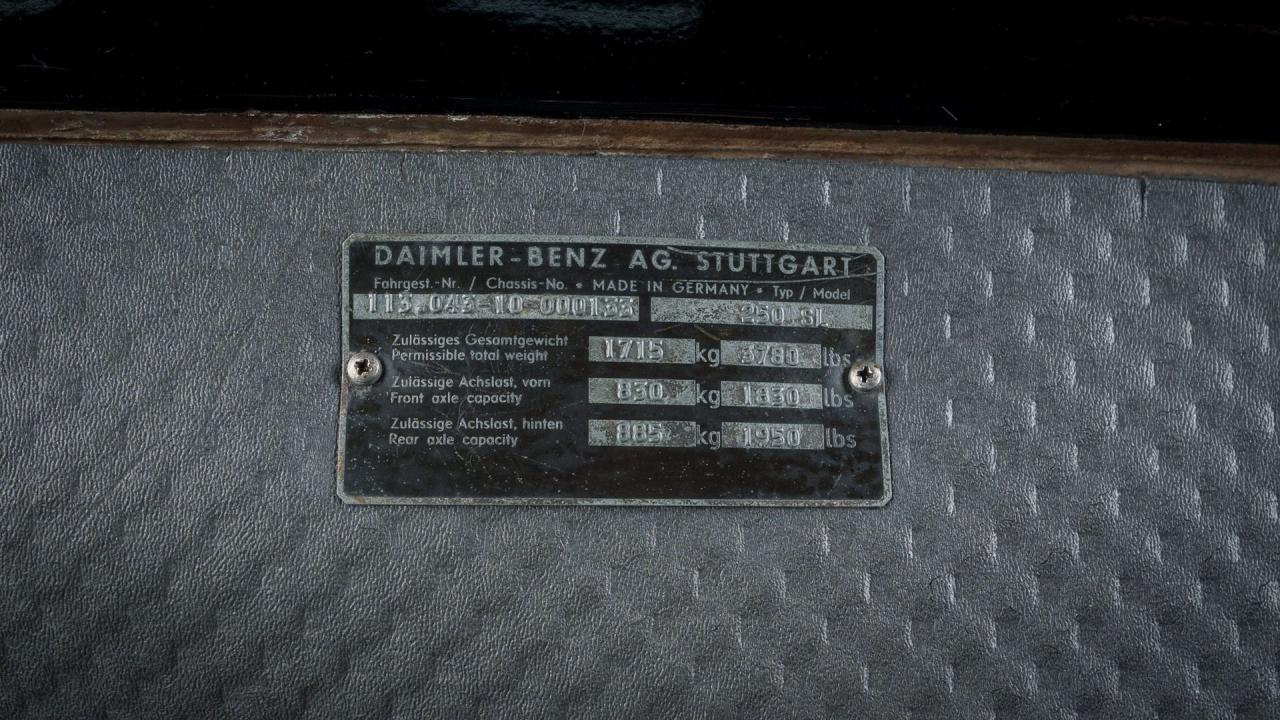 DAIMLER-BENZ AG. STUTTGART
Fahrgest.-Nr. / Chassis-No. • MADE IN GERMANY • Typ / Model
113.043-10-000133 250 SL
Zulässiges Gesamtgewicht
Permissible total weight 1715 kg 3780 lbs
Zulässige Achslast, vorn
Front axle capacity 830 kg 1830 lbs
Zulässige Achslast, hinten
Rear axle capacity 885 kg 1950 lbs